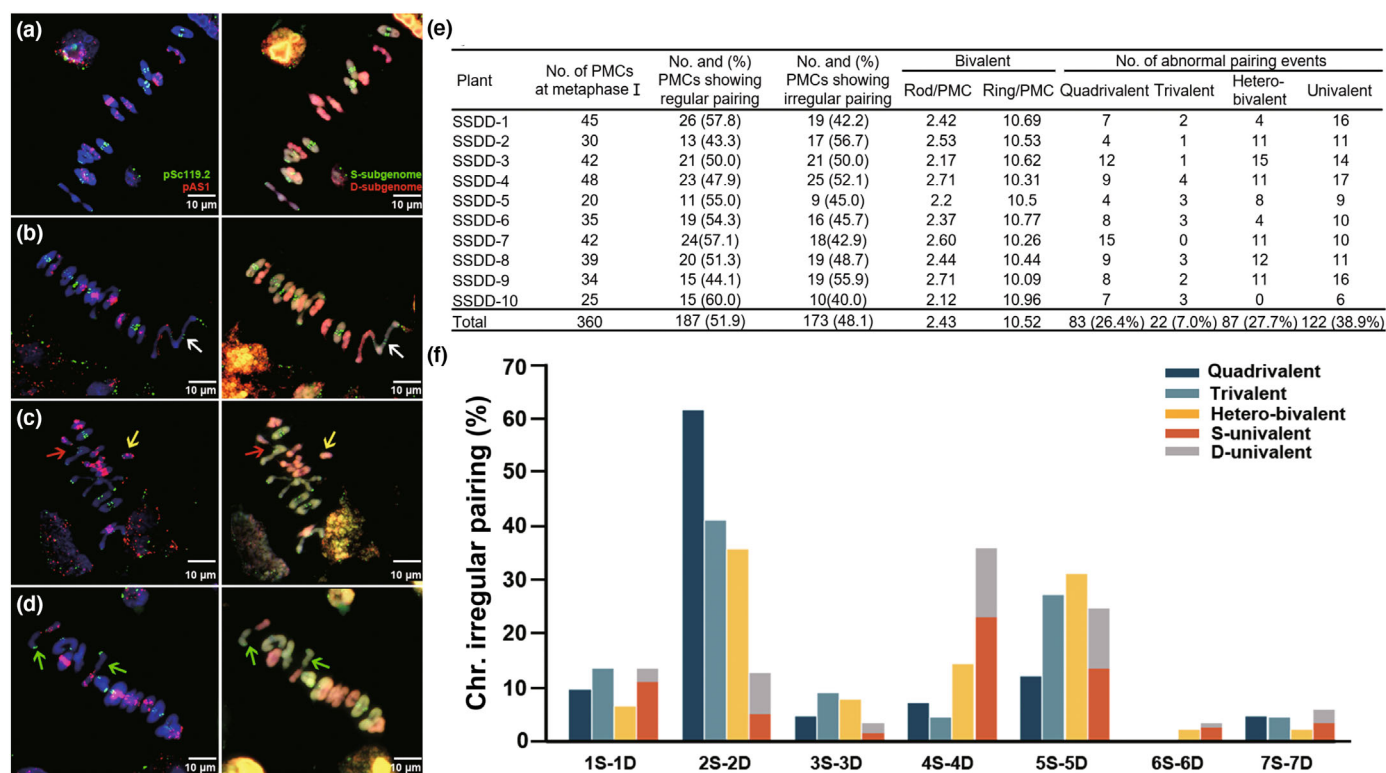 (a)
pSc119.2
pAS1
10 µm
S-subgenome
D-subgenome
10 µm
(b)
10 µm
10 µm
(c)
10 µm
10 µm
(d)
10 µm
10 µm
(e)
Plant
No. of PMCs
at metaphase I
No. and (%)
PMCs showing
regular pairing
No. and (%)
PMCs showing
irregular pairing
Bivalent
Rod/PMC Ring/PMC
No. of abnormal pairing events
Quadrivalent Trivalent Hetero-
bivalent Univalent
SSDD-1 45 26 (57.8) 19 (42.2) 2.42 10.69 7 2 4 16
SSDD-2 30 13 (43.3) 17 (56.7) 2.53 10.53 4 1 11 11
SSDD-3 42 21 (50.0) 21 (50.0) 2.17 10.62 12 1 15 14
SSDD-4 48 23 (47.9) 25 (52.1) 2.71 10.31 9 4 11 17
SSDD-5 20 11 (55.0) 9 (45.0) 2.2 10.5 4 3 8 9
SSDD-6 35 19 (54.3) 16 (45.7) 2.37 10.77 8 3 4 10
SSDD-7 42 24(57.1) 18(42.9) 2.60 10.26 15 0 11 10
SSDD-8 39 20 (51.3) 19 (48.7) 2.44 10.44 9 3 12 11
SSDD-9 34 15 (44.1) 19 (55.9) 2.71 10.09 8 2 11 16
SSDD-10 25 15 (60.0) 10(40.0) 2.12 10.96 7 3 0 6
Total 360 187 (51.9) 173 (48.1) 2.43 10.52 83 (26.4%) 22 (7.0%) 87 (27.7%) 122 (38.9%)
(f)
Chr. irregular pairing (%)
70
60
50
40
30
20
10
0
Quadrivalent
Trivalent
Hetero-bivalent
S-univalent
D-univalent
1S-1D 2S-2D 3S-3D 4S-4D 5S-5D 6S-6D 7S-7D